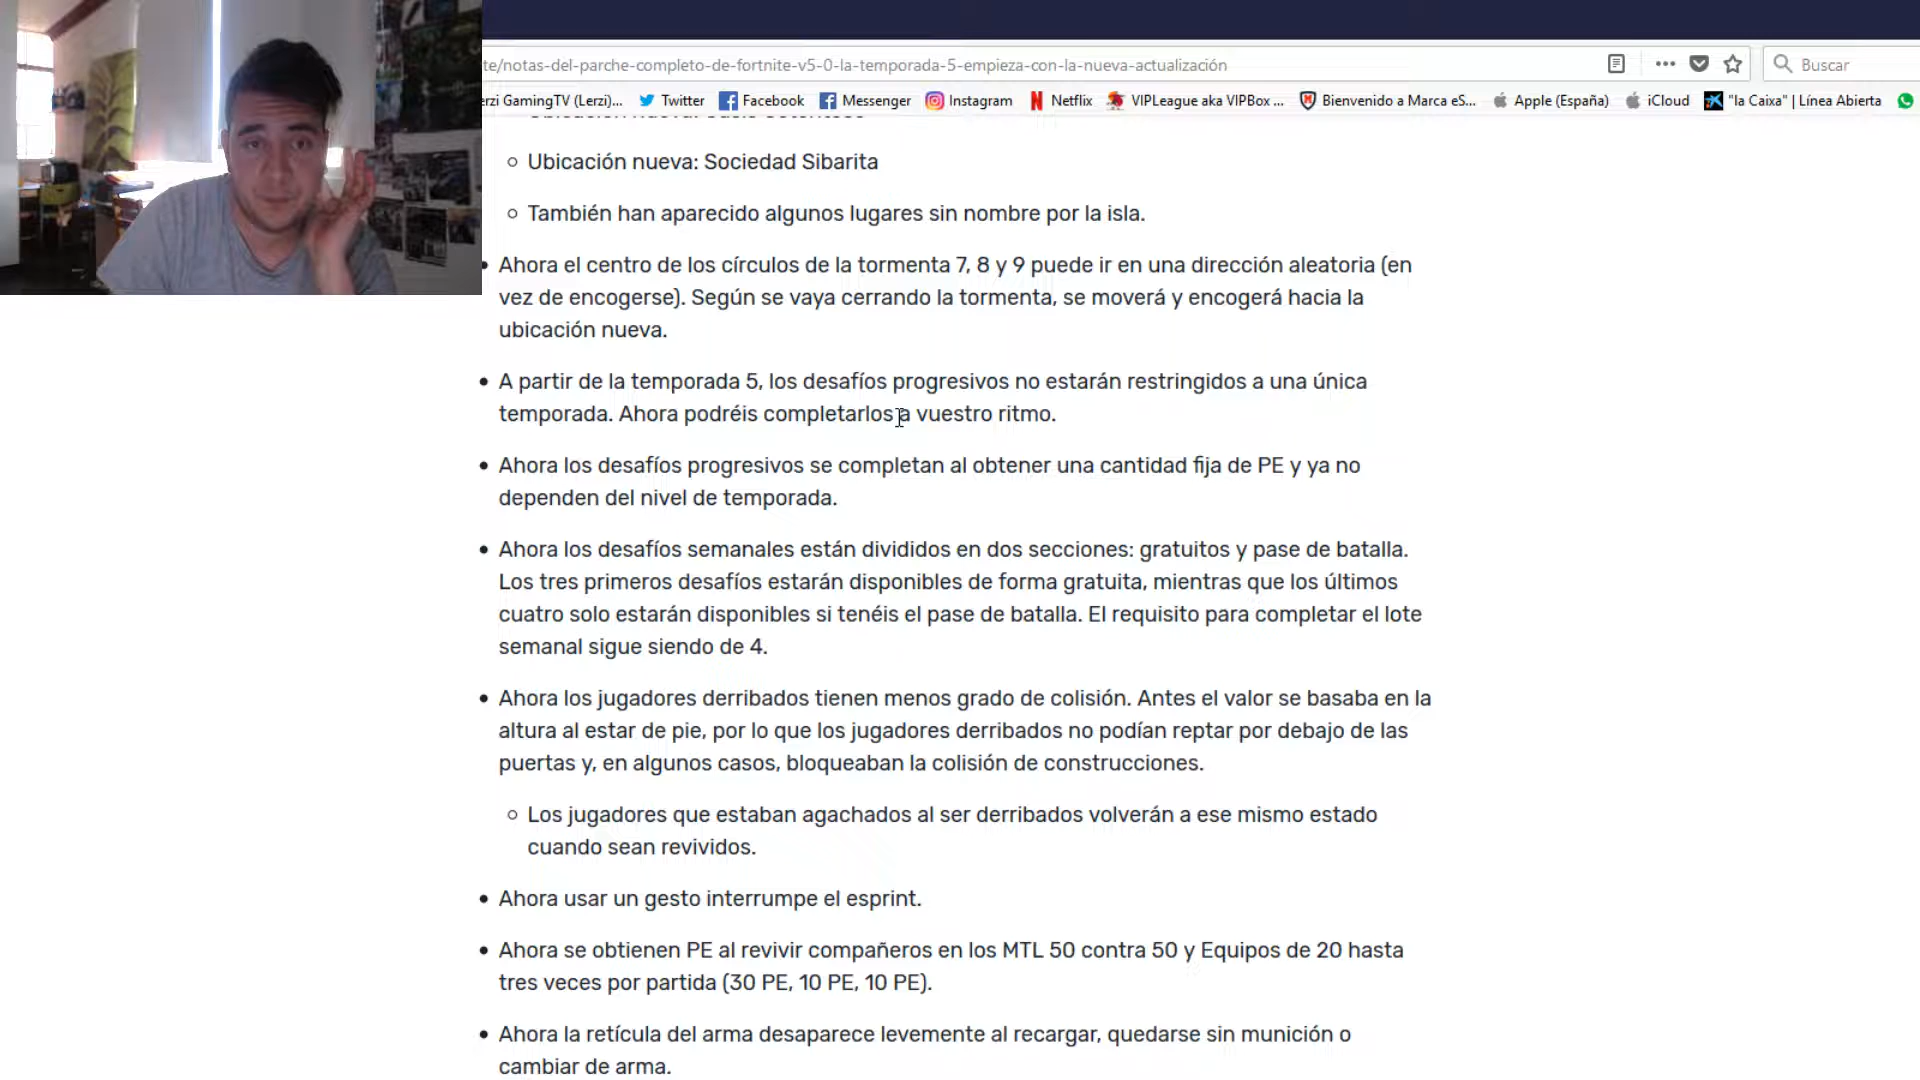 te/notas-del-parche-completo-de-fortnite-v5-0-la-temporada-5-empieza-con-la-nueva-actualización
Buscar
erzi GamingTV (Lerzi)... Twitter Facebook Messenger Instagram Netflix VIPLeague aka VIPBox ... Bienvenido a Marca eS... Apple (España) iCloud "la Caixa" | Línea Abierta
Ubicación nueva: Sociedad Sibarita
También han aparecido algunos lugares sin nombre por la isla.
Ahora el centro de los círculos de la tormenta 7, 8 y 9 puede ir en una dirección aleatoria (en
vez de encogerse). Según se vaya cerrando la tormenta, se moverá y encogerá hacia la
ubicación nueva.
A partir de la temporada 5, los desafíos progresivos no estarán restringidos a una única
temporada. Ahora podréis completarlos a vuestro ritmo.
Ahora los desafíos progresivos se completan al obtener una cantidad fija de PE y ya no
dependen del nivel de temporada.
Ahora los desafíos semanales están divididos en dos secciones: gratuitos y pase de batalla.
Los tres primeros desafíos estarán disponibles de forma gratuita, mientras que los últimos
cuatro solo estarán disponibles si tenéis el pase de batalla. El requisito para completar el lote
semanal sigue siendo de 4.
Ahora los jugadores derribados tienen menos grado de colisión. Antes el valor se basaba en la
altura al estar de pie, por lo que los jugadores derribados no podían reptar por debajo de las
puertas y, en algunos casos, bloqueaban la colisión de construcciones.
Los jugadores que estaban agachados al ser derribados volverán a ese mismo estado
cuando sean revividos.
Ahora usar un gesto interrumpe el esprint.
Ahora se obtienen PE al revivir compañeros en los MTL 50 contra 50 y Equipos de 20 hasta
tres veces por partida (30 PE, 10 PE, 10 PE).
Ahora la retícula del arma desaparece levemente al recargar, quedarse sin munición o
cambiar de arma.